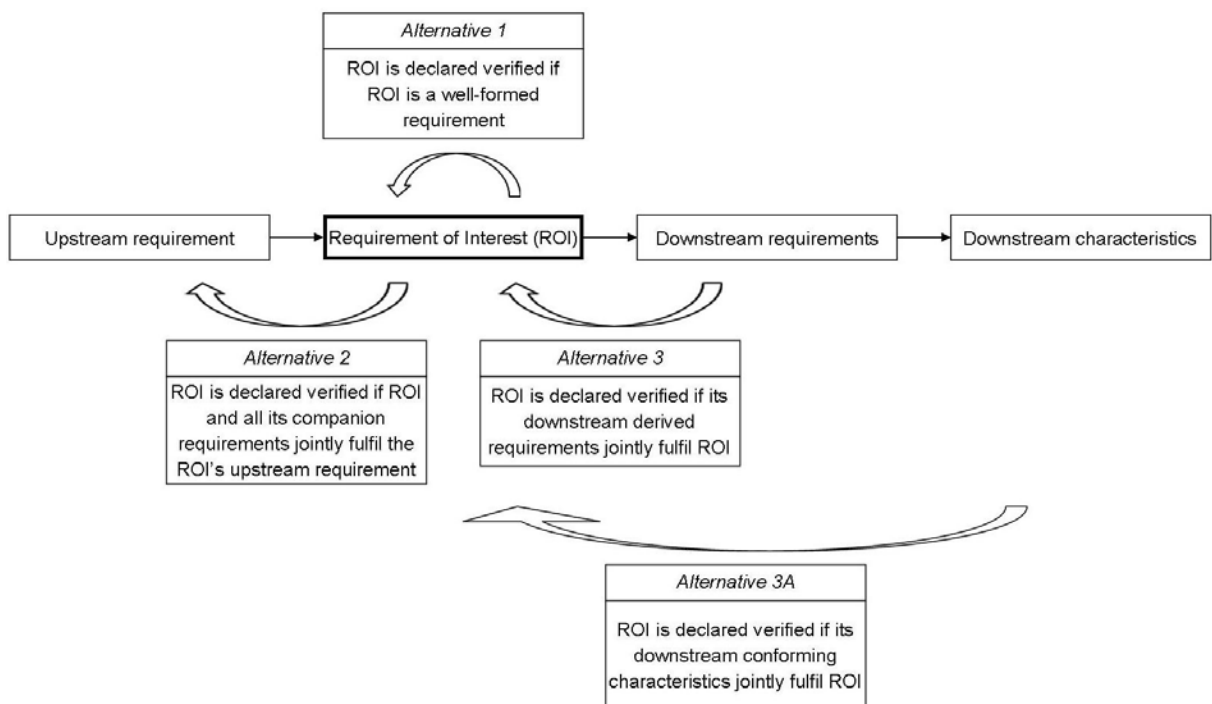 Alternative 1
ROI is declared verified if
ROI is a well-formed
requirement
Upstream requirement
Requirement of Interest (ROI)
Downstream requirements
Downstream characteristics
Alternative 2
ROI is declared verified if ROI
and all its companion
requirements jointly fulfil the
ROI's upstream requirement
Alternative 3
ROI is declared verified if its
downstream derived
requirements jointly fulfil ROI
Alternative 3A
ROI is declared verified if its
downstream conforming
characteristics jointly fulfil ROI